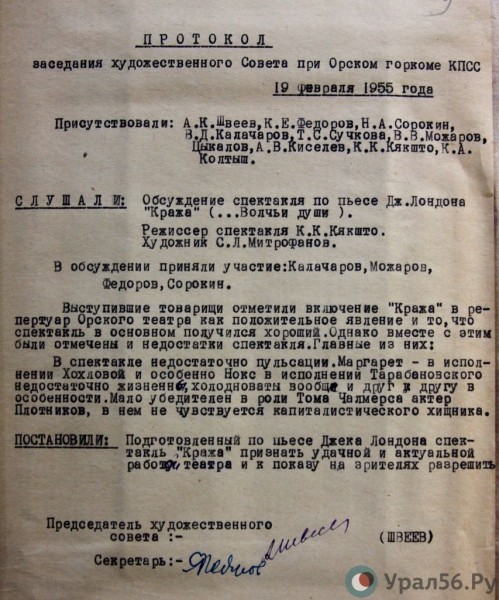 П Р О Т О К О Л
заседания художественного Совета при Орском горкоме КПСС
19 февраля 1955 года
Присутствовали: А.К.Швеев,К.Е.Федоров,Н.А.Сорокин,
В.Д.Калачаров,Т.С.Сучкова,В.В.Можаров,
Цыкалов,А.В.Киселев,К.К.Кякшто,К.А.
Колтыш.
С Л У Ш А Л И: Обсуждение спектакля по пьесе Дж.Лондона
"Кража" (...Волчьи души ).
Режиссер спектакля К.К.Кякшто.
Художник С.Л.Митрофанов.
В обсуждении приняли участие:Калачаров,Можаров,
Федоров,Сорокин.
Выступившие товарищи отметили включение "Кража" в ре-
пертуар Орского театра как положительное явление и то,что
спектакль в основном получился хороший.Однако вместе с этим
были отмечены и недостатки спектакля.Главные из них:
В спектакле недостаточно пульсации.Маргарет - в испол-
нении Хохловой и особенно Нокс в исполнении Тарабановского
недостаточно жизненны,холодноваты вообще и друг к другу в
особенности.Мало убедителен в роли Тома Чалмерса актер
Плотников, в нем не чувствуется капиталистического хищника.
ПОСТАНОВИЛИ: Подготовленный по пьесе Джека Лондона спек-
такль "Кража" признать удачной и актуальной
работой театра и к показу на зрителях разрешить
Председатель художественного
совета :- (ШВЕЕВ)
Секретарь:-
Урал56.Ру